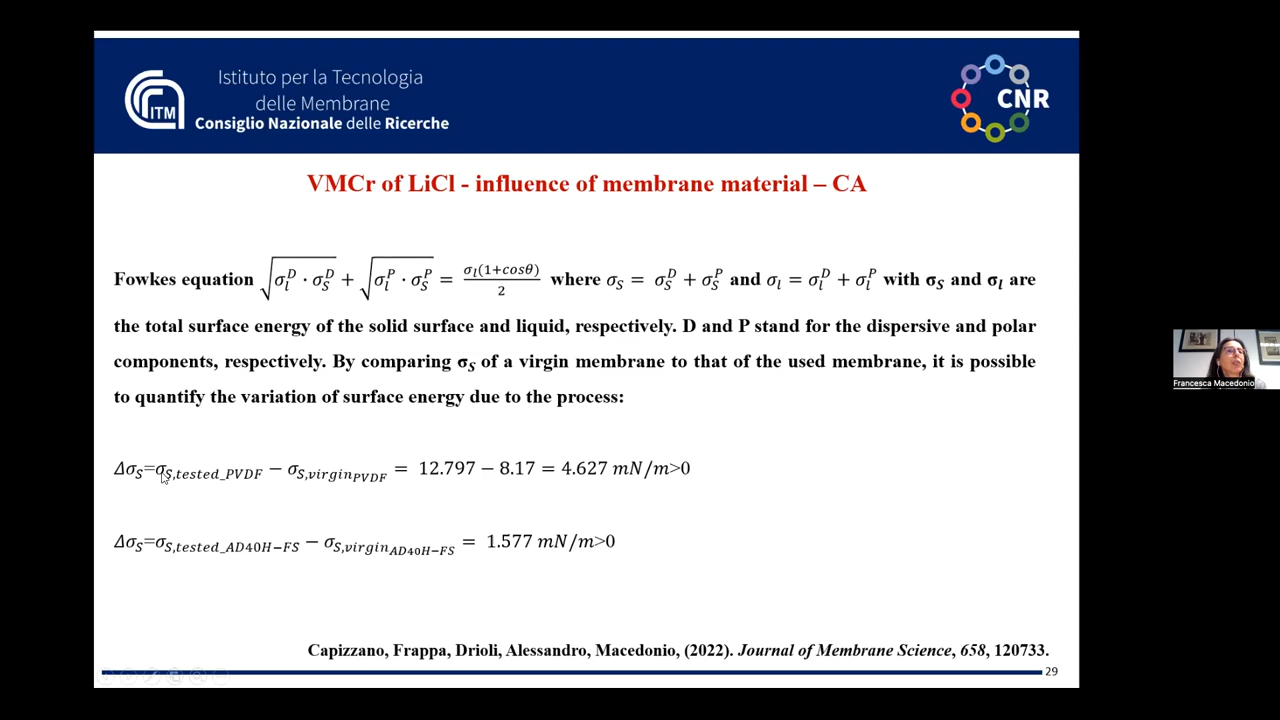 Istituto per la Tecnologia
delle Membrane
Consiglio Nazionale delle Ricerche
ITM
CNR
VMCr of LiCl - influence of membrane material – CA
Fowkes equation √(σ_l^D · σ_S^D) + √(σ_l^P · σ_S^P) = σ_l(1+cosθ)/2 where σ_S = σ_S^D + σ_S^P and σ_l = σ_l^D + σ_l^P with σ_S and σ_l are
the total surface energy of the solid surface and liquid, respectively. D and P stand for the dispersive and polar
components, respectively. By comparing σ_S of a virgin membrane to that of the used membrane, it is possible
to quantify the variation of surface energy due to the process:
Δσ_S=σ_S,tested_PVDF − σ_S,virgin_PVDF = 12.797 − 8.17 = 4.627 mN/m>0
Δσ_S=σ_S,tested_AD40H−FS − σ_S,virgin_AD40H−FS = 1.577 mN/m>0
Capizzano, Frappa, Drioli, Alessandro, Macedonio, (2022). Journal of Membrane Science, 658, 120733.
29
Francesca Macedonio